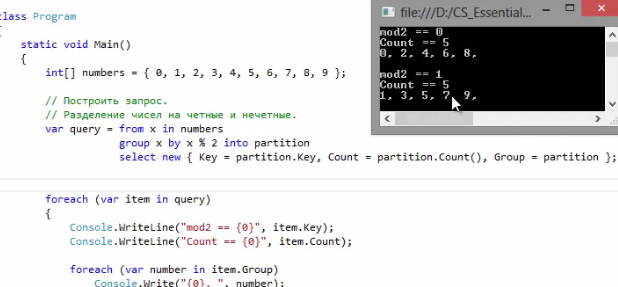 class Program
{
static void Main()
{
int[] numbers = { 0, 1, 2, 3, 4, 5, 6, 7, 8, 9 };
// Построить запрос.
// Разделение чисел на четные и нечетные.
var query = from x in numbers
group x by x % 2 into partition
select new { Key = partition.Key, Count = partition.Count(), Group = partition };
foreach (var item in query)
{
Console.WriteLine("mod2 == {0}", item.Key);
Console.WriteLine("Count == {0}", item.Count);
foreach (var number in item.Group)
Console.Write("{0}, ", number);
file:///D:/CS_Essential...
mod2 == 0
Count == 5
0, 2, 4, 6, 8,
mod2 == 1
Count == 5
1, 3, 5, 7, 9,